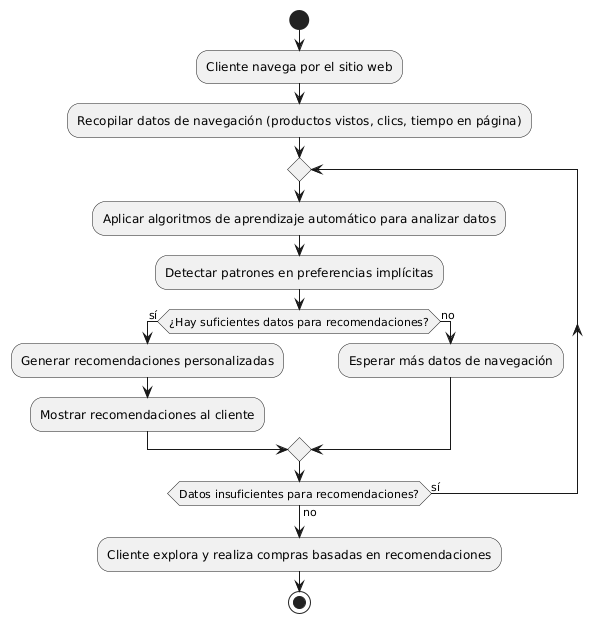 Cliente navega por el sitio web
Recopilar datos de navegación (productos vistos, clics, tiempo en página)
Aplicar algoritmos de aprendizaje automático para analizar datos
Detectar patrones en preferencias implícitas
sí
¿Hay suficientes datos para recomendaciones?
no
Generar recomendaciones personalizadas
Esperar más datos de navegación
Mostrar recomendaciones al cliente
Datos insuficientes para recomendaciones?
sí
no
Cliente explora y realiza compras basadas en recomendaciones